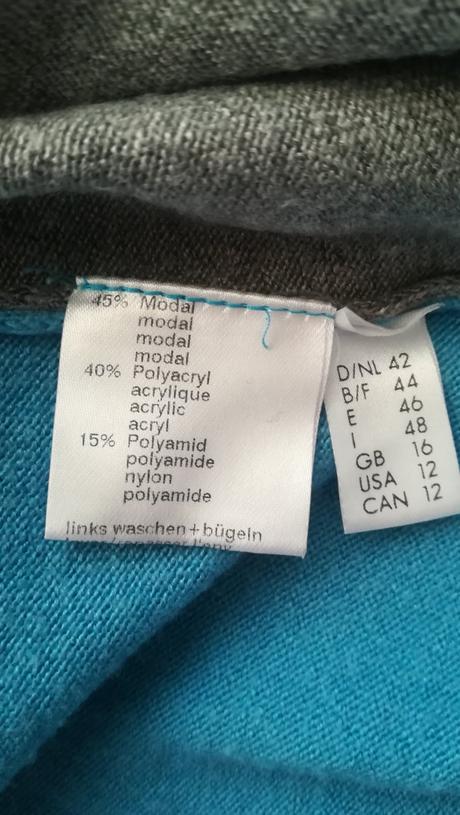 45% Modal
modal
modal
modal
40% Polyacryl
acrylique
acrylic
acryl
15% Polyamid
polyamide
nylon
polyamide
links waschen+bügeln
D/NL 42
B/F 44
E 46
I 48
GB 16
USA 12
CAN 12